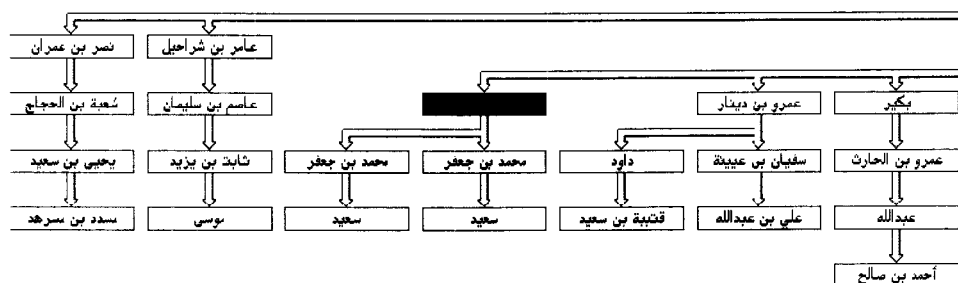 عامر بن شراحيل
نصر بن عمران
بكير
عمرو بن دينار
عاصم بن سليمان
شعبة بن الحجاج
عمرو بن الحارث
سفيان بن عيينة
داود
محمد بن جعفر
محمد بن جعفر
ثابت بن يزيد
يحيى بن سعيد
عبدالله
علي بن عبدالله
قتيبة بن سعيد
سعيد
سعيد
موسى
مسدد بن مسرهد
أحمد بن صالح